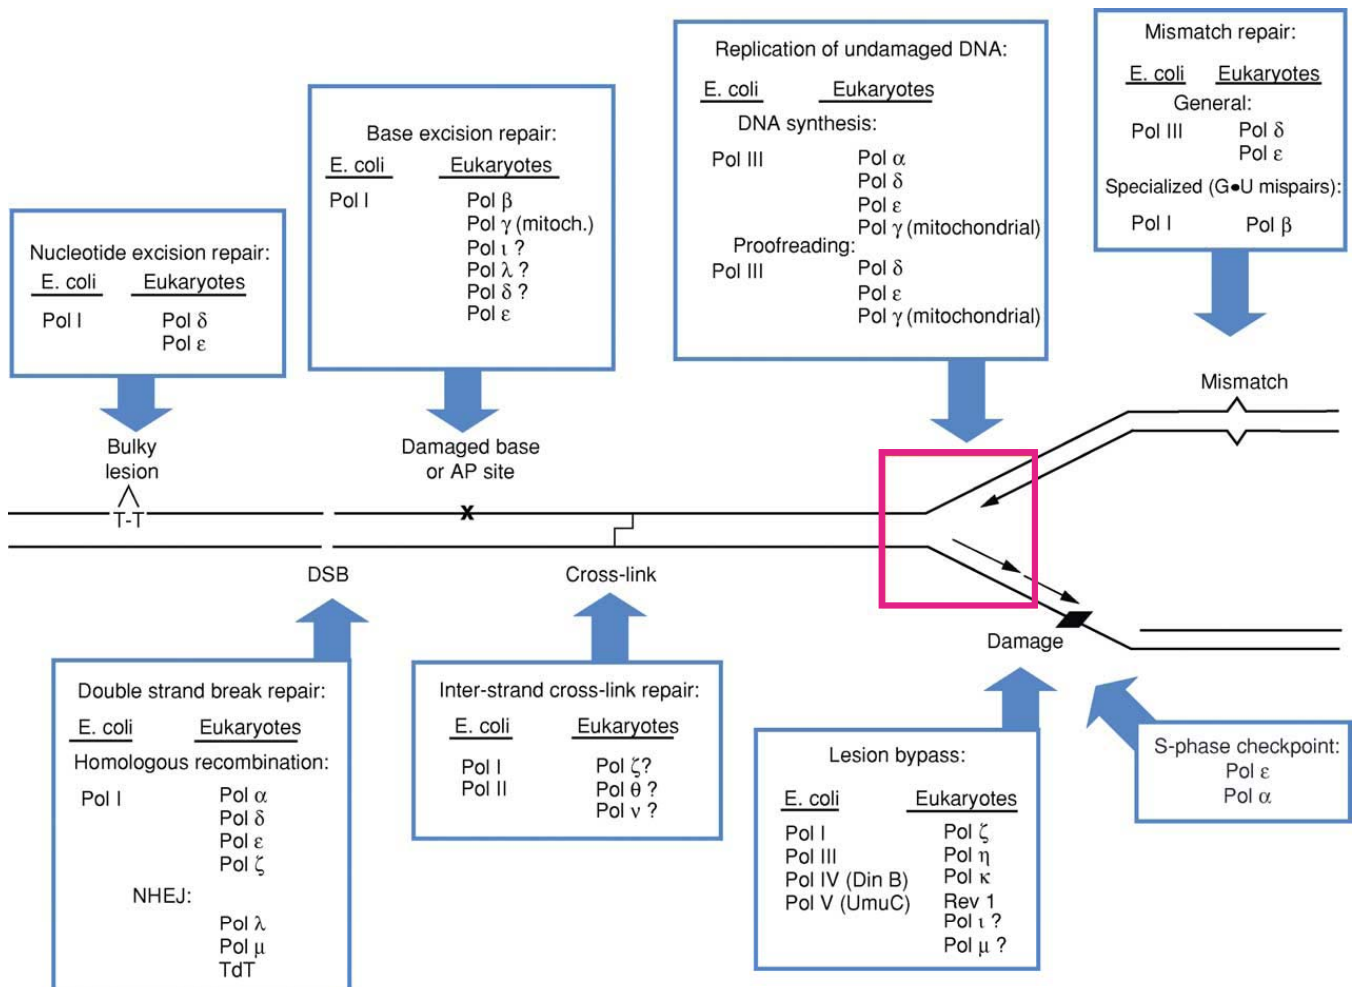 Nucleotide excision repair:
E. coli Eukaryotes
Pol I Pol δ
Pol ε
Bulky
lesion
T-T
Base excision repair:
E. coli Eukaryotes
Pol I Pol β
Pol γ (mitoch.)
Pol ι ?
Pol λ ?
Pol δ ?
Pol ε
Damaged base
or AP site
x
Replication of undamaged DNA:
E. coli Eukaryotes
DNA synthesis:
Pol III Pol α
Pol δ
Pol ε
Pol γ (mitochondrial)
Proofreading:
Pol III Pol δ
Pol ε
Pol γ (mitochondrial)
Mismatch repair:
E. coli Eukaryotes
General:
Pol III Pol δ
Pol ε
Specialized (G●U mispairs):
Pol I Pol β
Mismatch
DSB
Double strand break repair:
E. coli Eukaryotes
Homologous recombination:
Pol I Pol α
Pol δ
Pol ε
Pol ζ
NHEJ:
Pol λ
Pol μ
TdT
Cross-link
Inter-strand cross-link repair:
E. coli Eukaryotes
Pol I Pol ζ?
Pol II Pol θ ?
Pol ν ?
Damage
Lesion bypass:
E. coli Eukaryotes
Pol I Pol ζ
Pol III Pol η
Pol IV (Din B) Pol κ
Pol V (UmuC) Rev 1
Pol ι ?
Pol μ ?
S-phase checkpoint:
Pol ε
Pol α